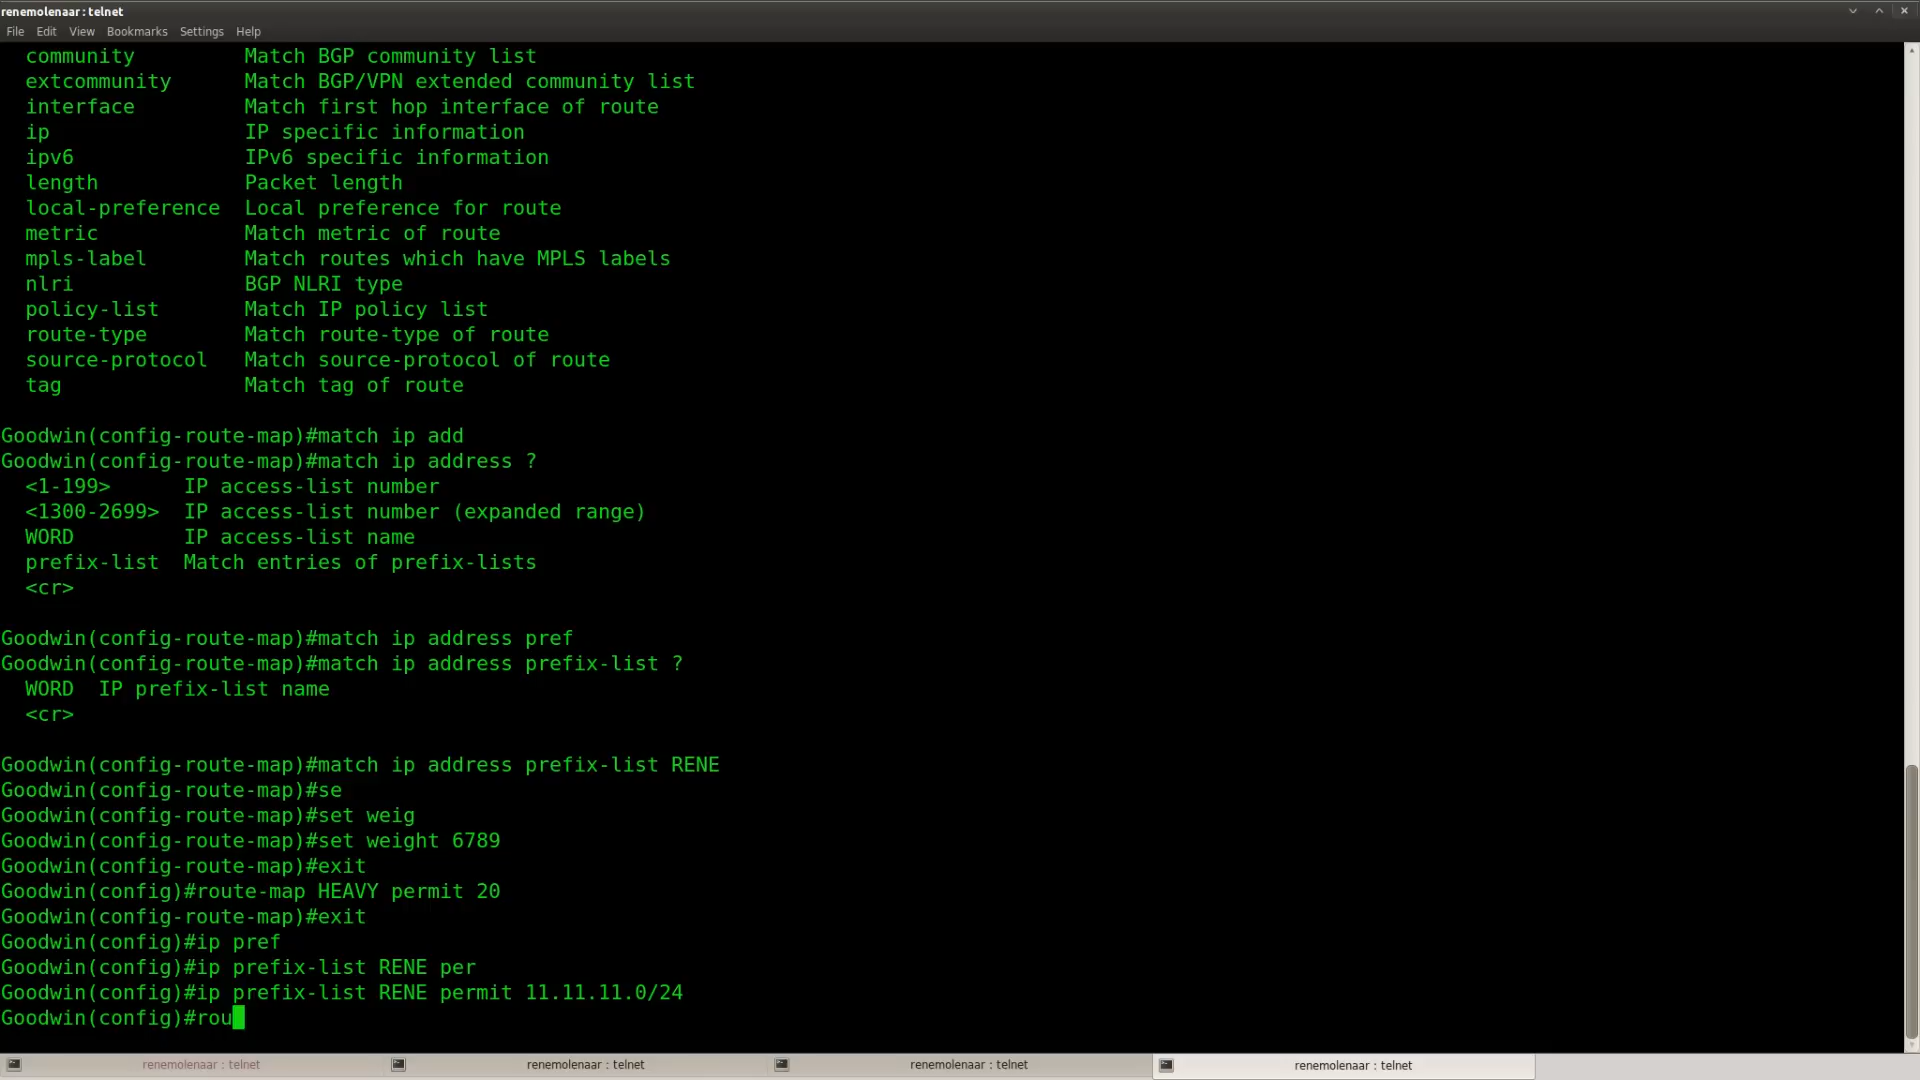 renemolenaar : telnet
File Edit View Bookmarks Settings Help
community Match BGP community list
extcommunity Match BGP/VPN extended community list
interface Match first hop interface of route
ip IP specific information
ipv6 IPv6 specific information
length Packet length
local-preference Local preference for route
metric Match metric of route
mpls-label Match routes which have MPLS labels
nlri BGP NLRI type
policy-list Match IP policy list
route-type Match route-type of route
source-protocol Match source-protocol of route
tag Match tag of route
Goodwin(config-route-map)#match ip add
Goodwin(config-route-map)#match ip address ?
<1-199> IP access-list number
<1300-2699> IP access-list number (expanded range)
WORD IP access-list name
prefix-list Match entries of prefix-lists
<cr>
Goodwin(config-route-map)#match ip address pref
Goodwin(config-route-map)#match ip address prefix-list ?
WORD IP prefix-list name
<cr>
Goodwin(config-route-map)#match ip address prefix-list RENE
Goodwin(config-route-map)#se
Goodwin(config-route-map)#set weig
Goodwin(config-route-map)#set weight 6789
Goodwin(config-route-map)#exit
Goodwin(config)#route-map HEAVY permit 20
Goodwin(config-route-map)#exit
Goodwin(config)#ip pref
Goodwin(config)#ip prefix-list RENE per
Goodwin(config)#ip prefix-list RENE permit 11.11.11.0/24
Goodwin(config)#rou
renemolenaar : telnet renemolenaar : telnet renemolenaar : telnet renemolenaar : telnet